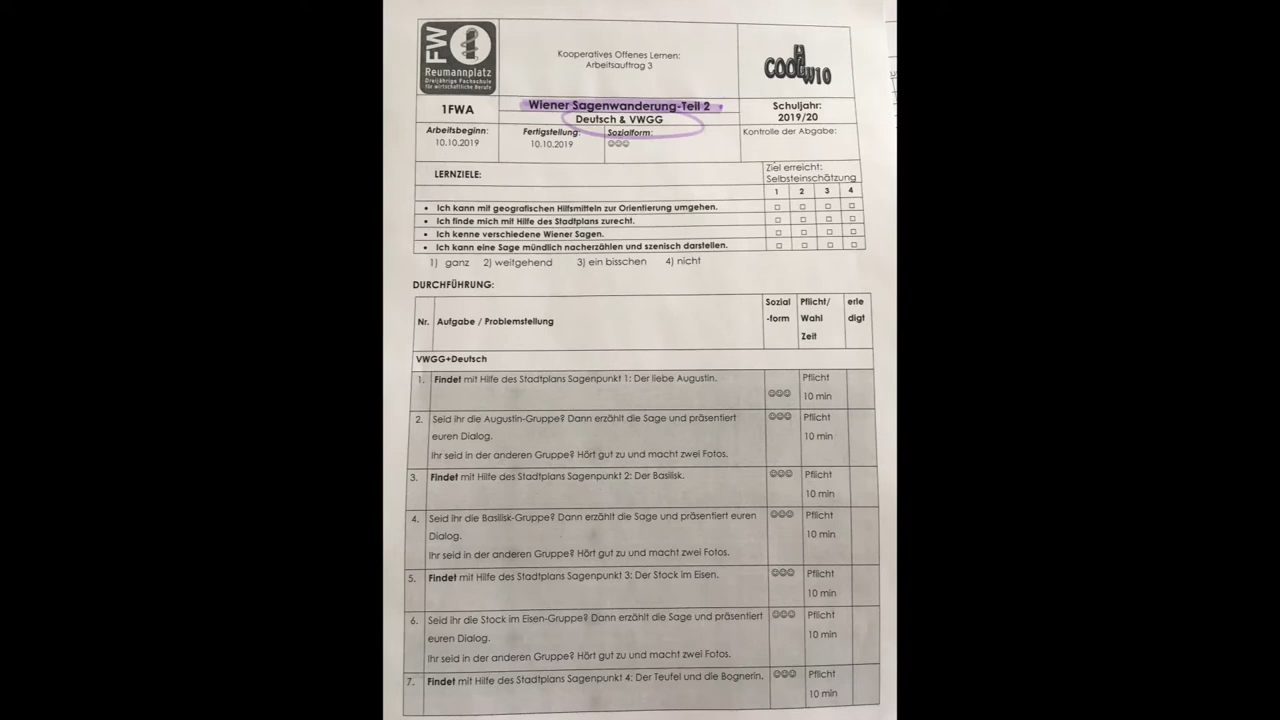 FW
Reumannplatz
Dreijährige Fachschule
für wirtschaftliche Berufe
Kooperatives Offenes Lernen:
Arbeitsauftrag 3
COOL
HW10
1FWA
Wiener Sagenwanderung-Teil 2
Deutsch & VWGG
Schuljahr:
2019/20
Arbeitsbeginn:
10.10.2019
Fertigstellung:
10.10.2019
Sozialform:
☺☺☺
Kontrolle der Abgabe:
LERNZIELE:
Ziel erreicht:
Selbsteinschätzung
1 2 3 4
• Ich kann mit geografischen Hilfsmitteln zur Orientierung umgehen. □ □ □ □
• Ich finde mich mit Hilfe des Stadtplans zurecht. □ □ □ □
• Ich kenne verschiedene Wiener Sagen. □ □ □ □
• Ich kann eine Sage mündlich nacherzählen und szenisch darstellen. □ □ □ □
1) ganz 2) weitgehend 3) ein bisschen 4) nicht
DURCHFÜHRUNG:
Nr. Aufgabe / Problemstellung
Sozial
-form
Pflicht/
Wahl
Zeit
erle
digt
VWGG+Deutsch
1. Findet mit Hilfe des Stadtplans Sagenpunkt 1: Der liebe Augustin. Pflicht
☺☺☺ 10 min
2. Seid ihr die Augustin-Gruppe? Dann erzählt die Sage und präsentiert ☺☺☺ Pflicht
euren Dialog. 10 min
Ihr seid in der anderen Gruppe? Hört gut zu und macht zwei Fotos.
3. Findet mit Hilfe des Stadtplans Sagenpunkt 2: Der Basilisk. ☺☺☺ Pflicht
10 min
4. Seid ihr die Basilisk-Gruppe? Dann erzählt die Sage und präsentiert euren ☺☺☺ Pflicht
Dialog. 10 min
Ihr seid in der anderen Gruppe? Hört gut zu und macht zwei Fotos.
5. Findet mit Hilfe des Stadtplans Sagenpunkt 3: Der Stock im Eisen. ☺☺☺ Pflicht
10 min
6. Seid ihr die Stock im Eisen-Gruppe? Dann erzählt die Sage und präsentiert ☺☺☺ Pflicht
euren Dialog. 10 min
Ihr seid in der anderen Gruppe? Hört gut zu und macht zwei Fotos.
7. Findet mit Hilfe des Stadtplans Sagenpunkt 4: Der Teufel und die Bognerin. ☺☺☺ Pflicht
10 min